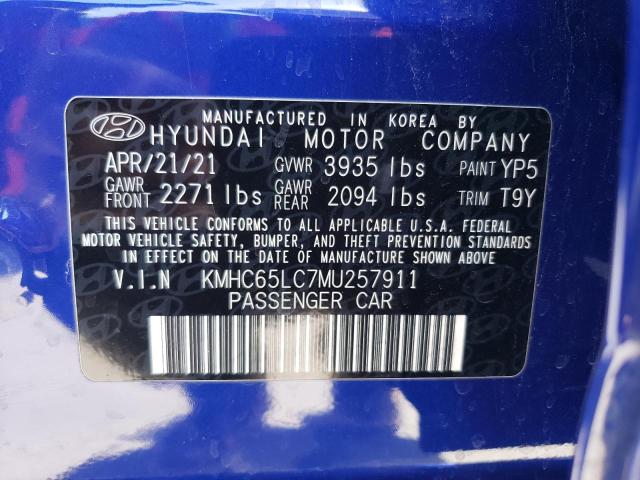 MANUFACTURED IN KOREA BY
HYUNDAI MOTOR COMPANY
APR/21/21 GVWR 3935 lbs PAINT YP5
GAWR FRONT 2271 lbs GAWR REAR 2094 lbs TRIM T9Y
THIS VEHICLE CONFORMS TO ALL APPLICABLE U.S.A. FEDERAL
MOTOR VEHICLE SAFETY, BUMPER, AND THEFT PREVENTION STANDARDS
IN EFFECT ON THE DATE OF MANUFACTURE SHOWN ABOVE
V.I.N KMHC65LC7MU257911
PASSENGER CAR